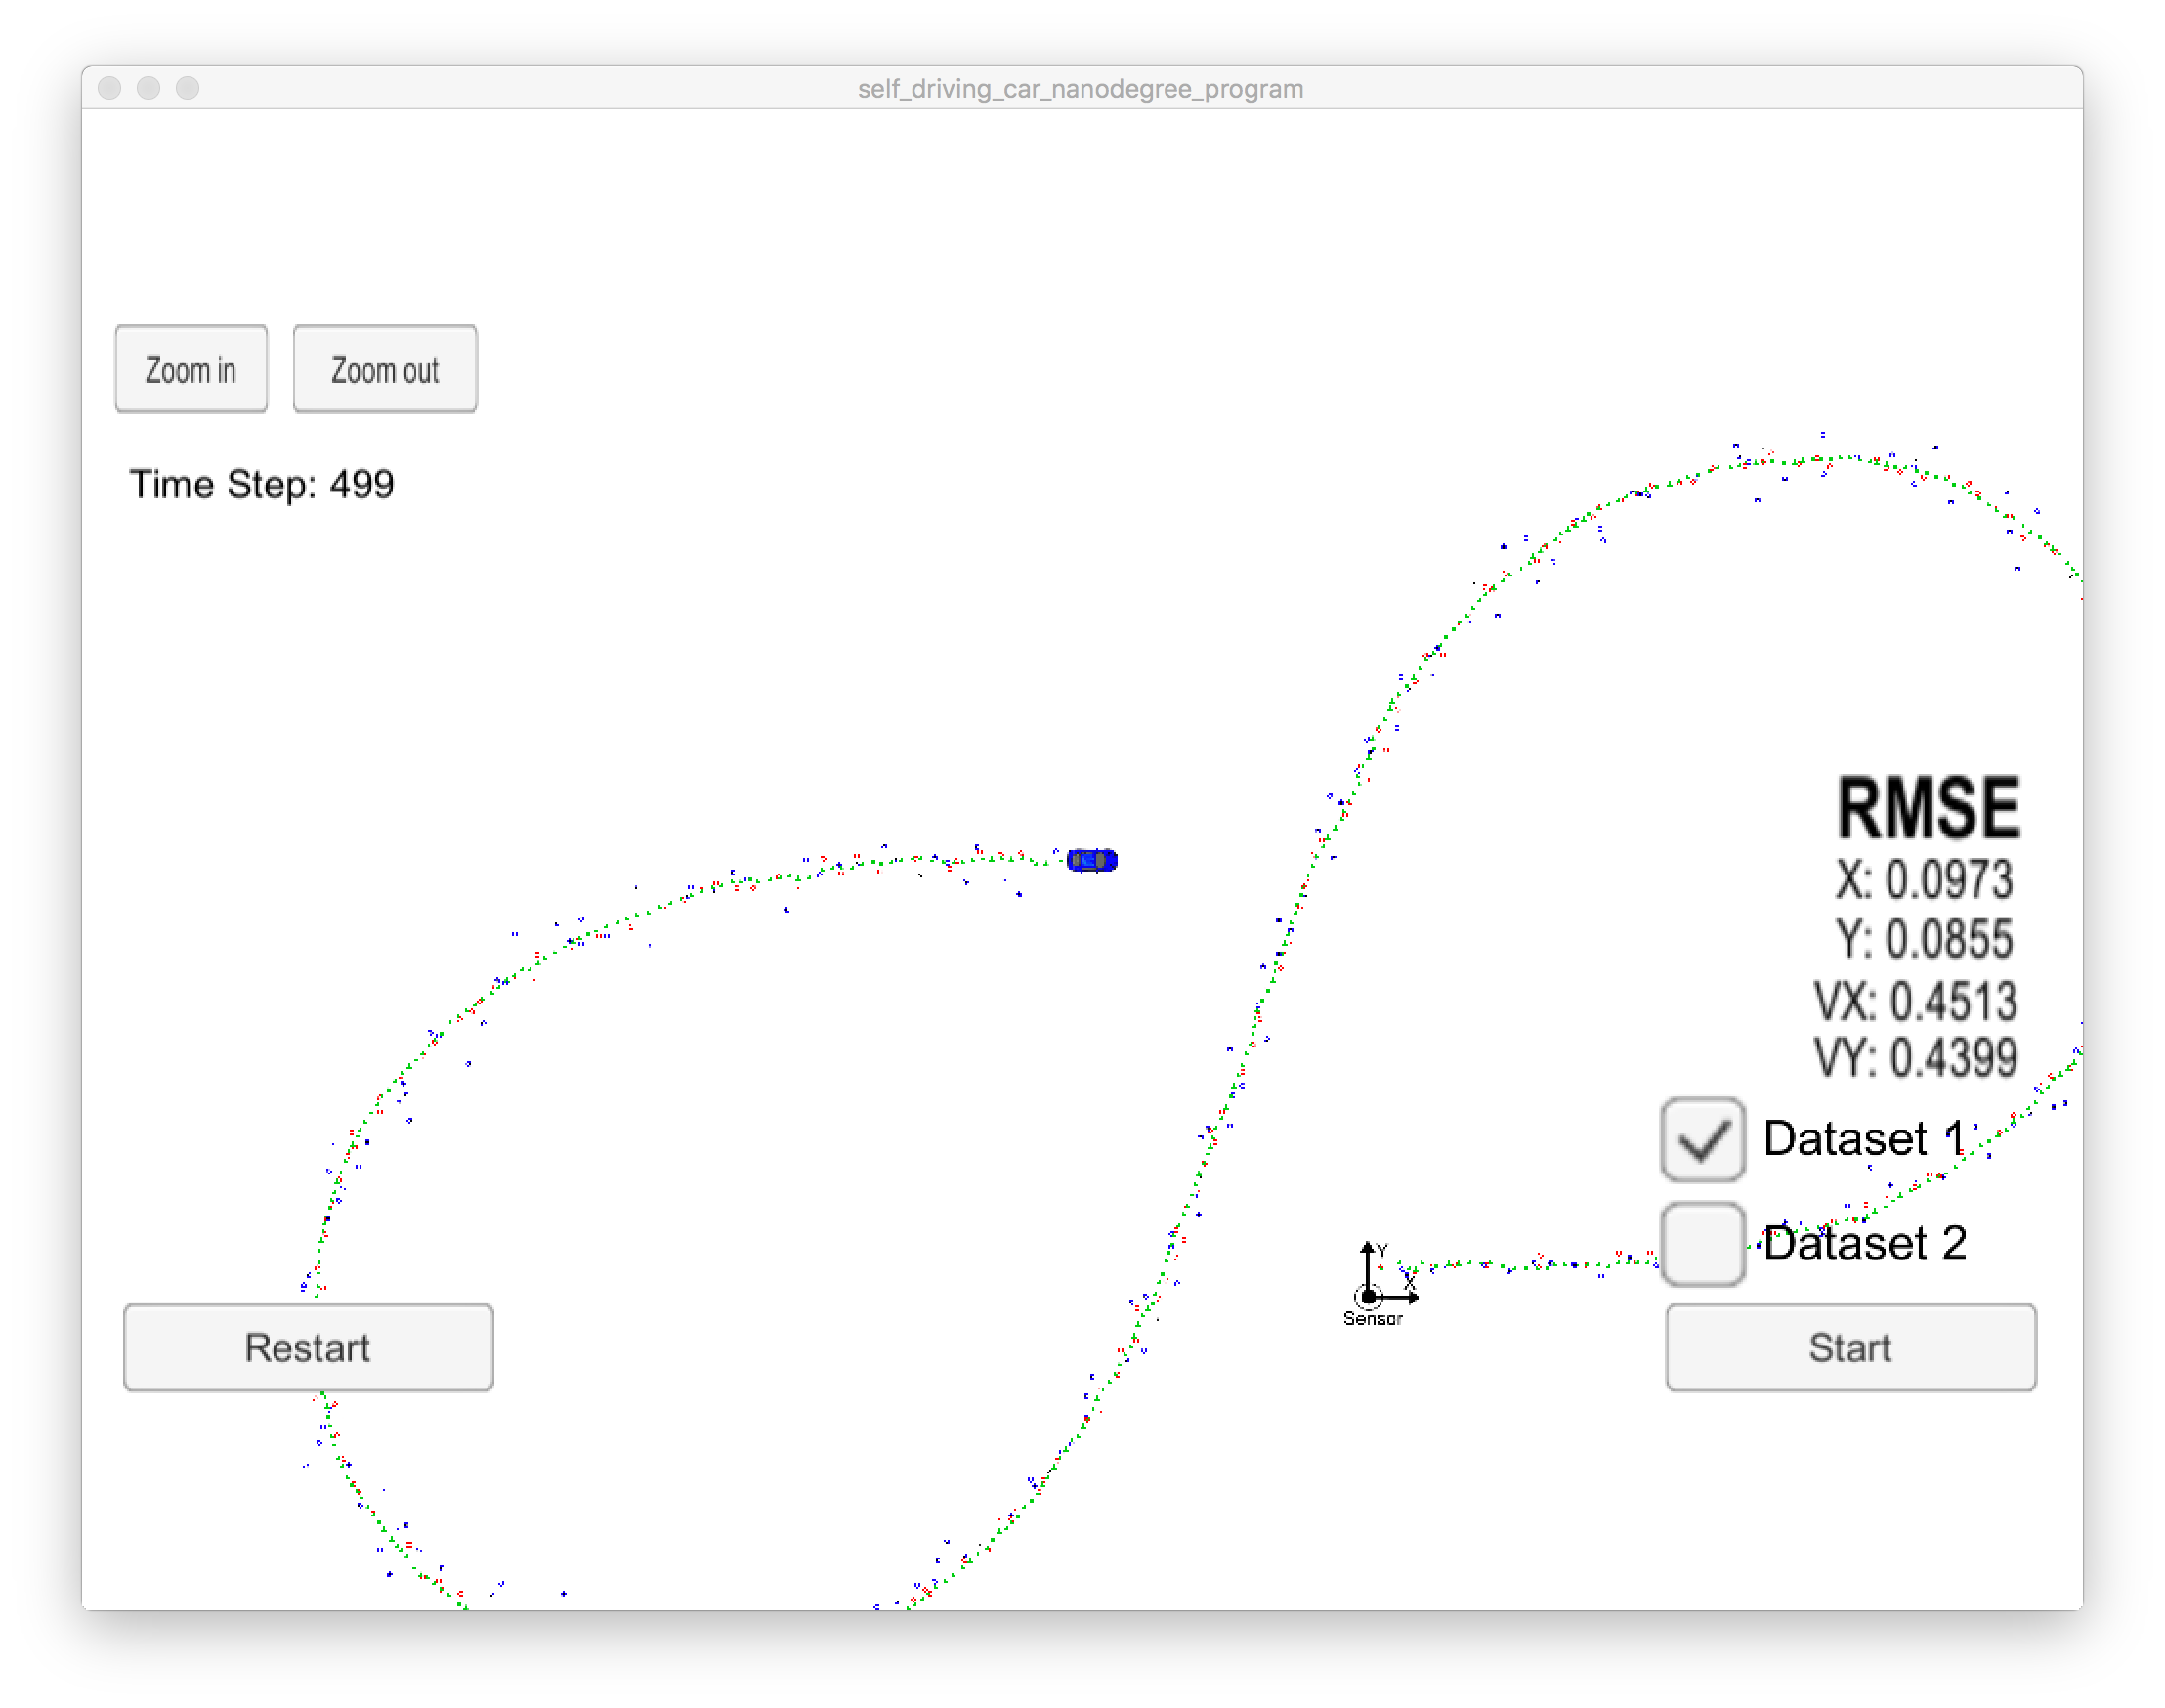 self_driving_car_nanodegree_program
Zoom in
Zoom out
Time Step: 499
RMSE
X: 0.0973
Y: 0.0855
VX: 0.4513
VY: 0.4399
Dataset 1
Dataset 2
Y
X
Sensor
Restart
Start